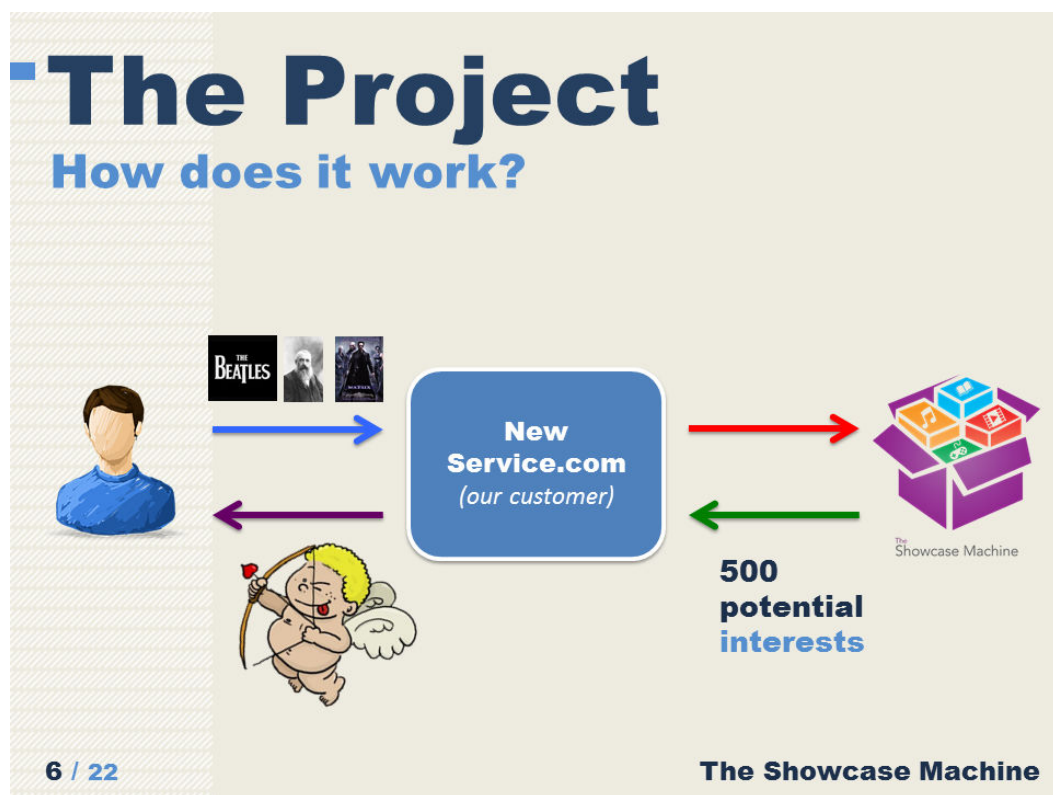 The Project
How does it work?
THE
BEATLES
MATRIX
New
Service.com
(our customer)
The
Showcase Machine
500
potential
interests
6 / 22
The Showcase Machine